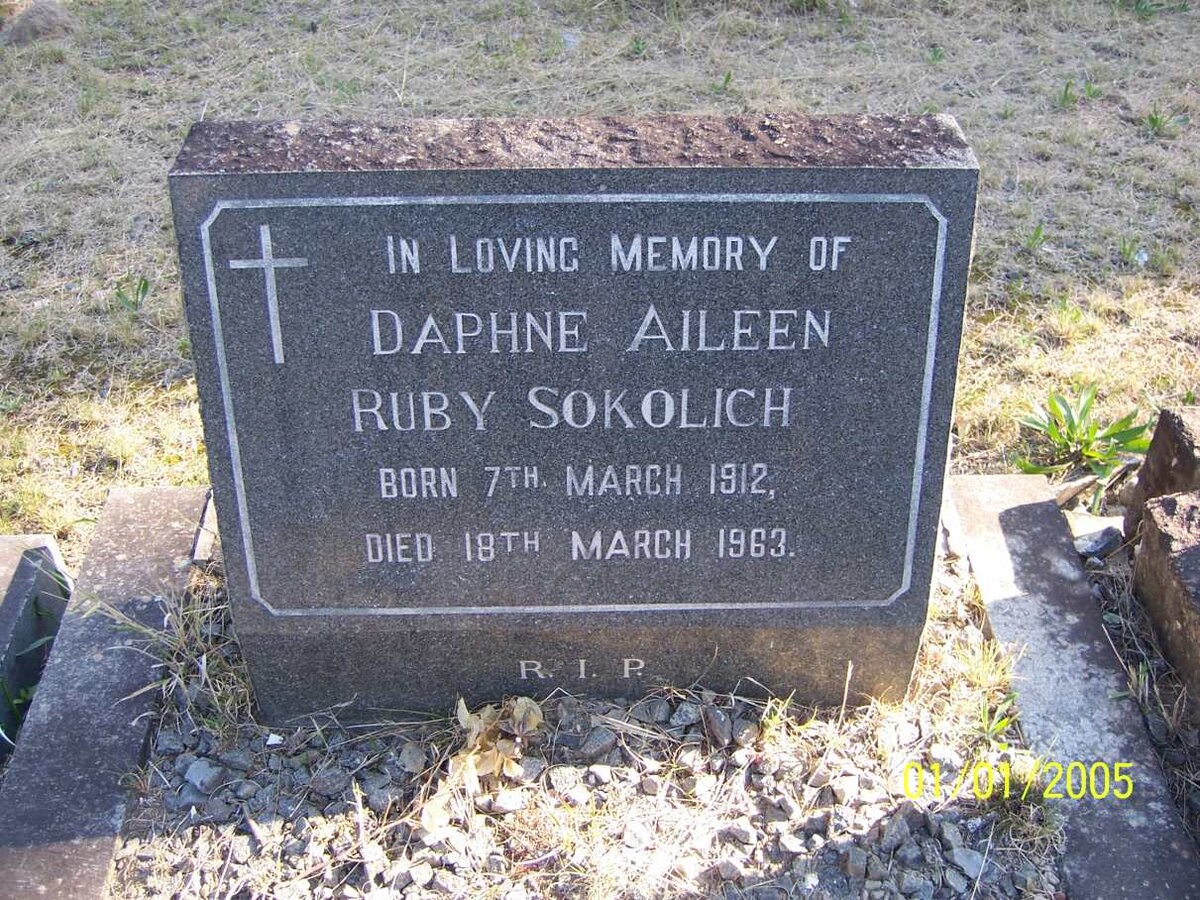 In Loving Memory of
Daphne Aileen
Ruby Sokolich
Born 7th. March 1912,
Died 18th March 1963.
R. I. P.
01/01/2005